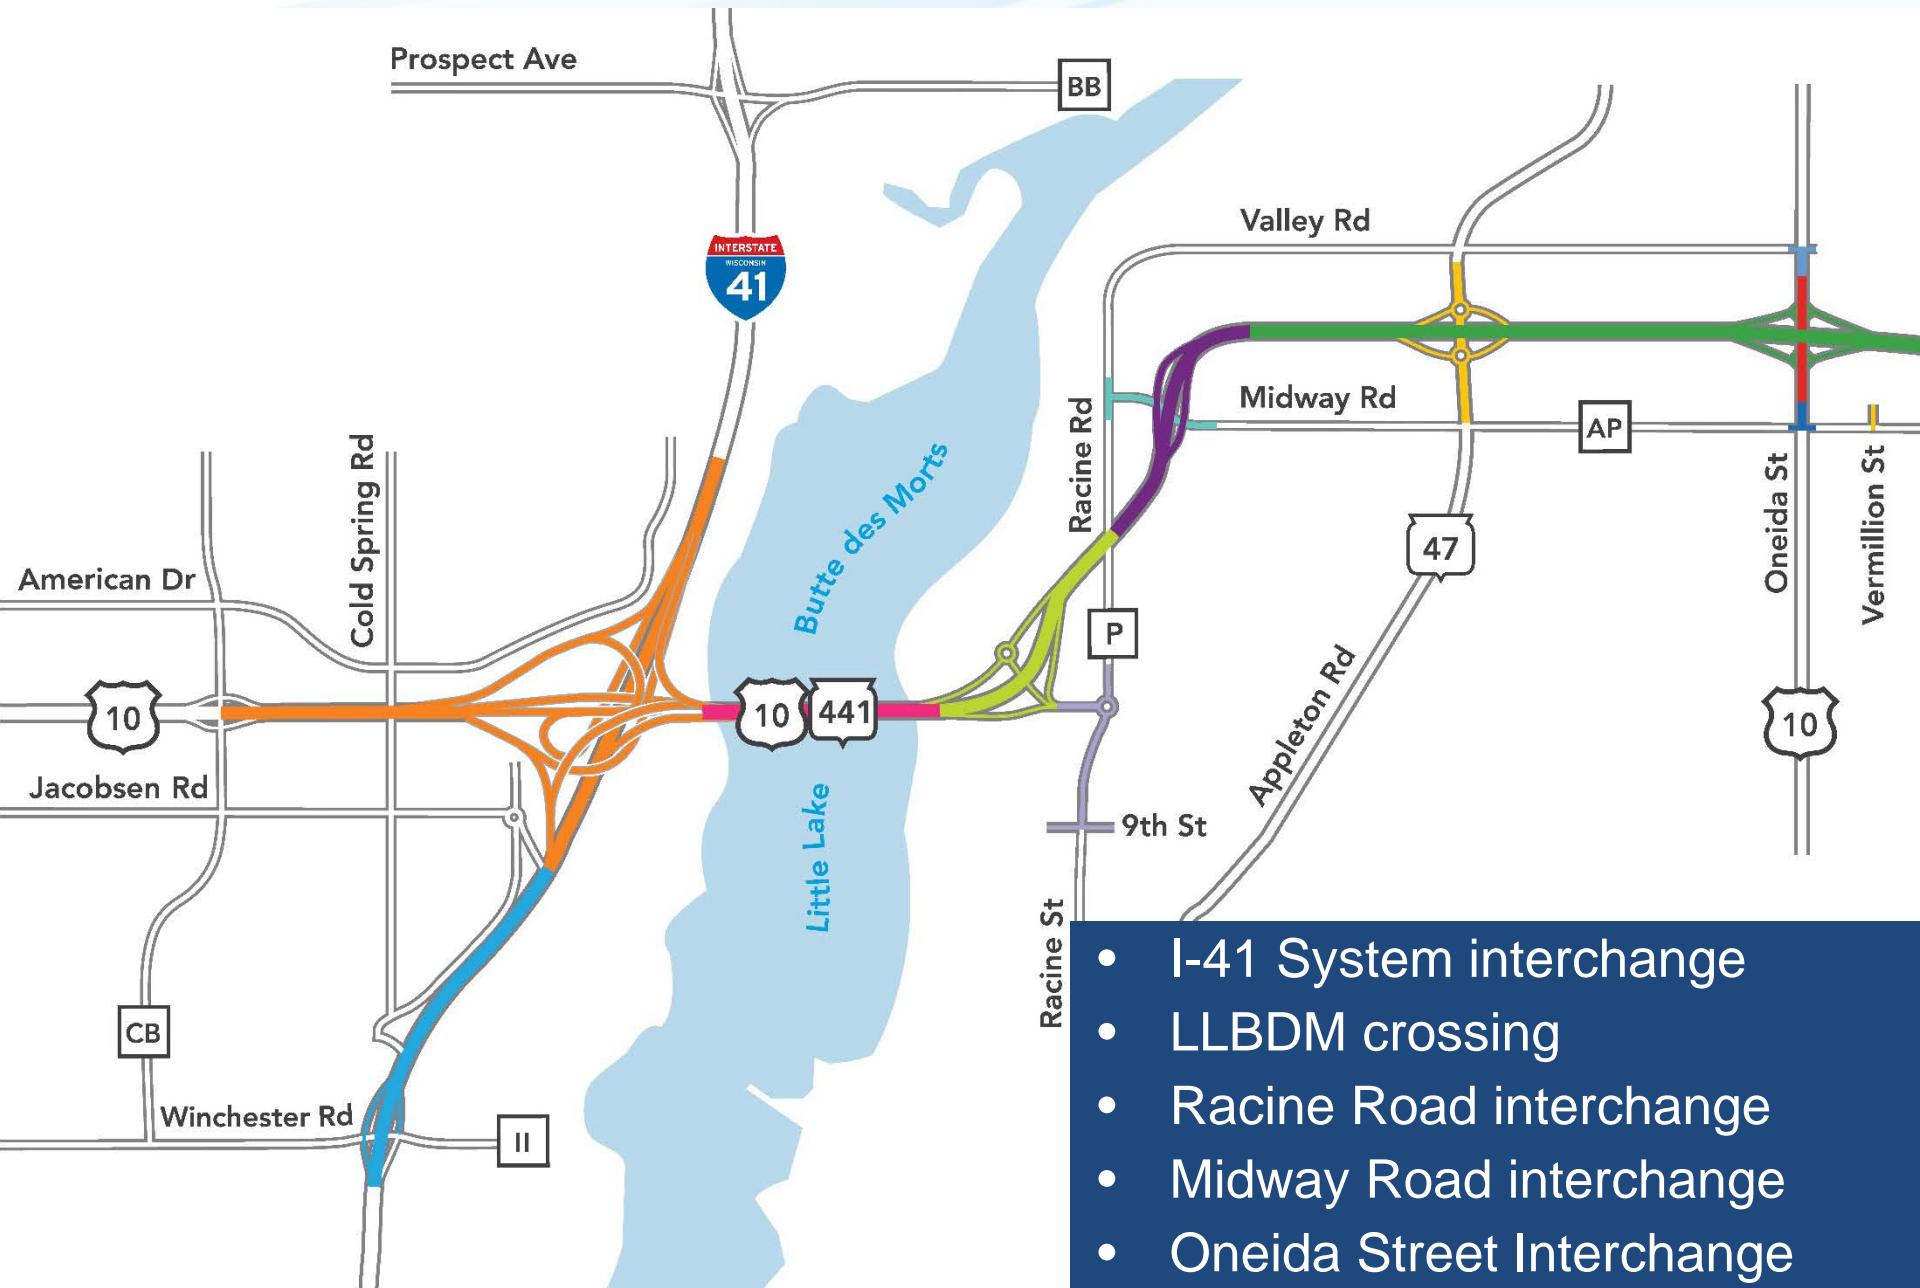 Prospect Ave
BB
Valley Rd
INTERSTATE
WISCONSIN
41
Midway Rd
AP
Racine Rd
Cold Spring Rd
Butte des Morts
Oneida St
Vermillion St
47
American Dr
P
10
10
441
Appleton Rd
10
Jacobsen Rd
9th St
Little Lake
Racine St
CB
Winchester Rd
II
• I-41 System interchange
• LLBDM crossing
• Racine Road interchange
• Midway Road interchange
• Oneida Street Interchange